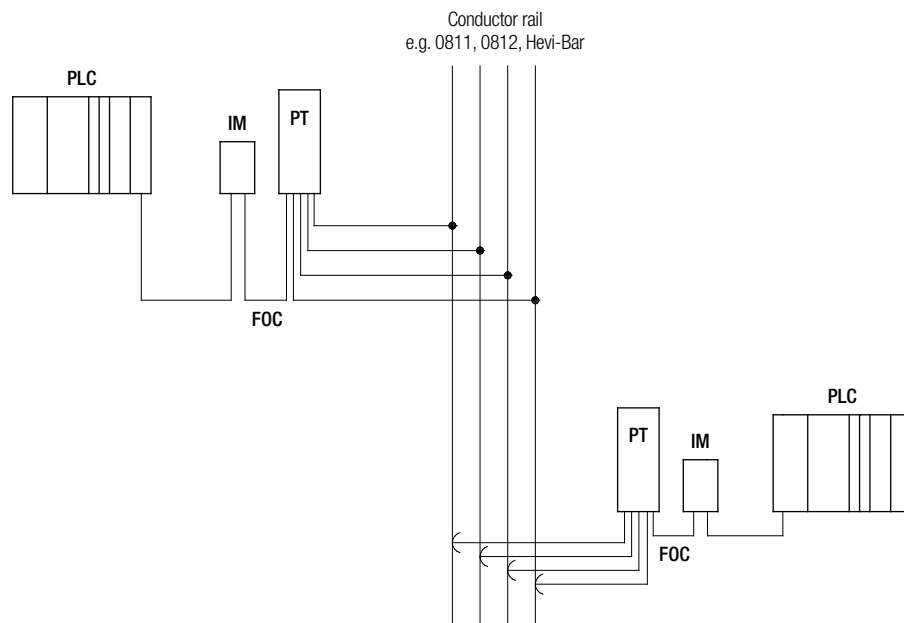 Conductor rail
e.g. 0811, 0812, Hevi-Bar
PLC
IM
PT
FOC
PT
IM
PLC
FOC